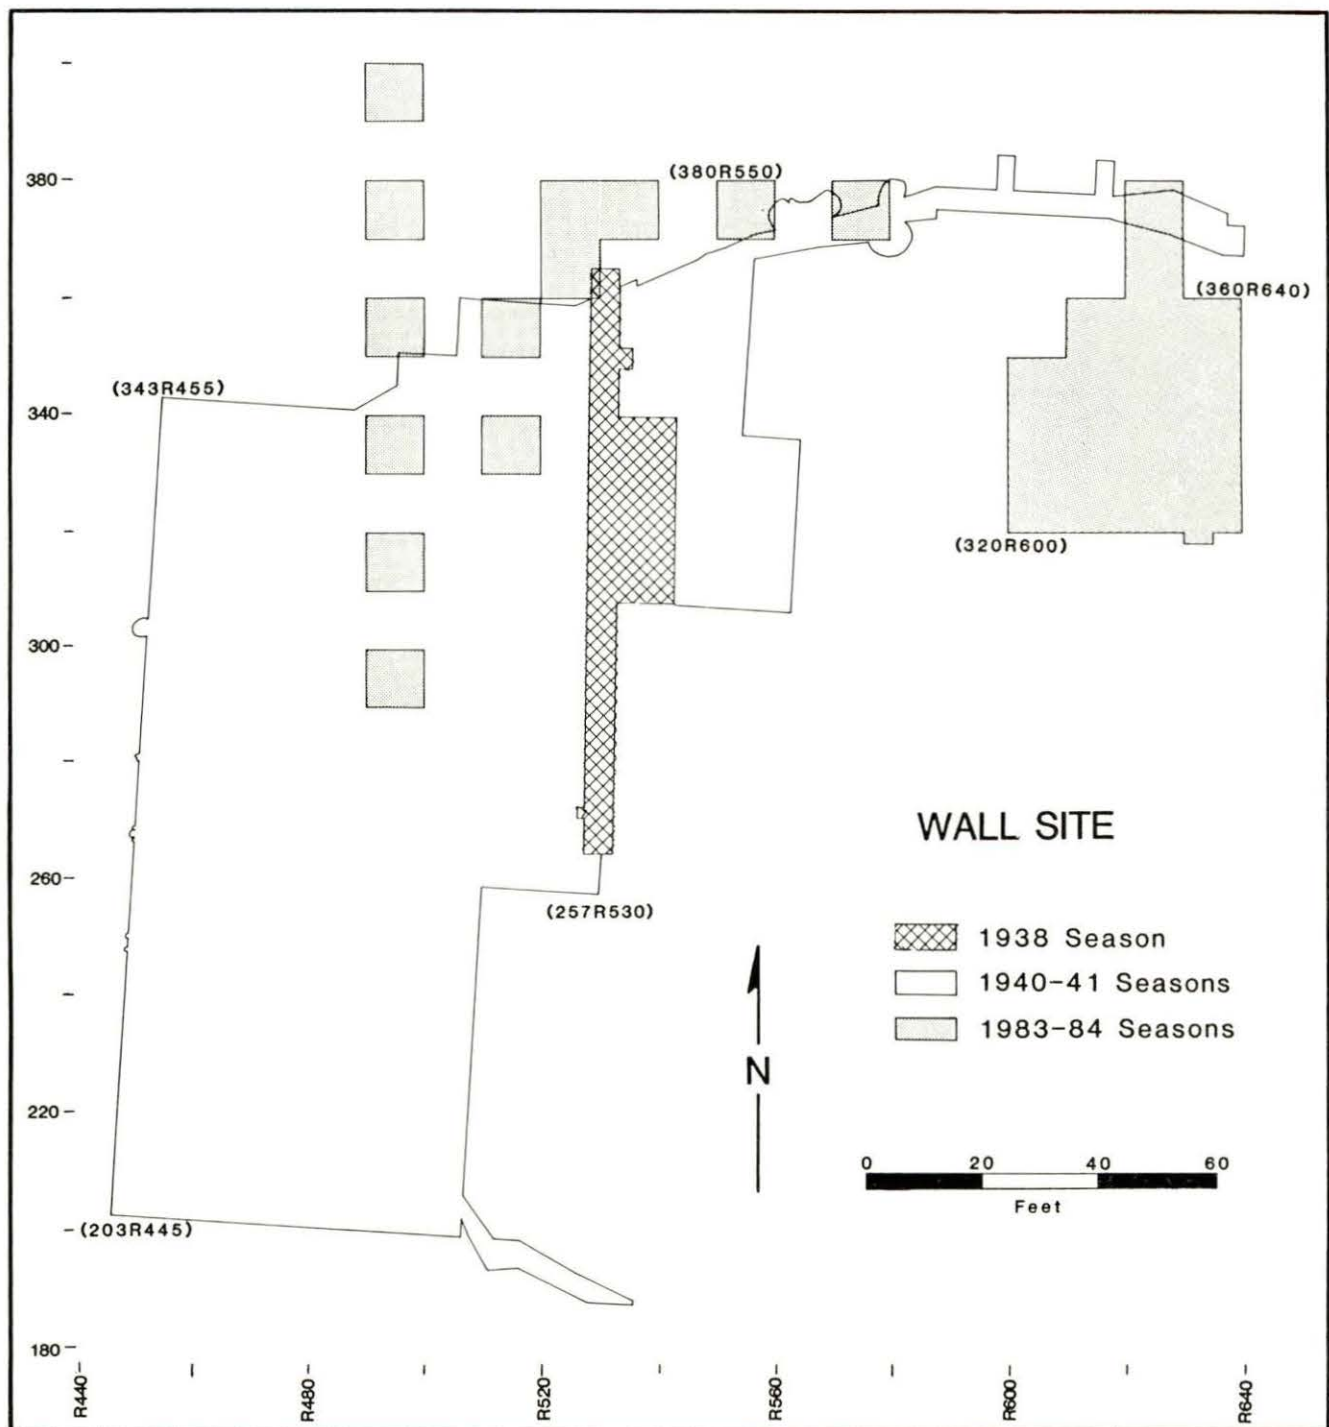 380-
(380R550)
(360R640)
(343R455)
340-
(320R600)
300-
WALL SITE
260-
(257R530)
1938 Season
1940-41 Seasons
1983-84 Seasons
N
220-
0 20 40 60
Feet
(203R445)
180-
R440- R480- R520- R560- R600- R640-